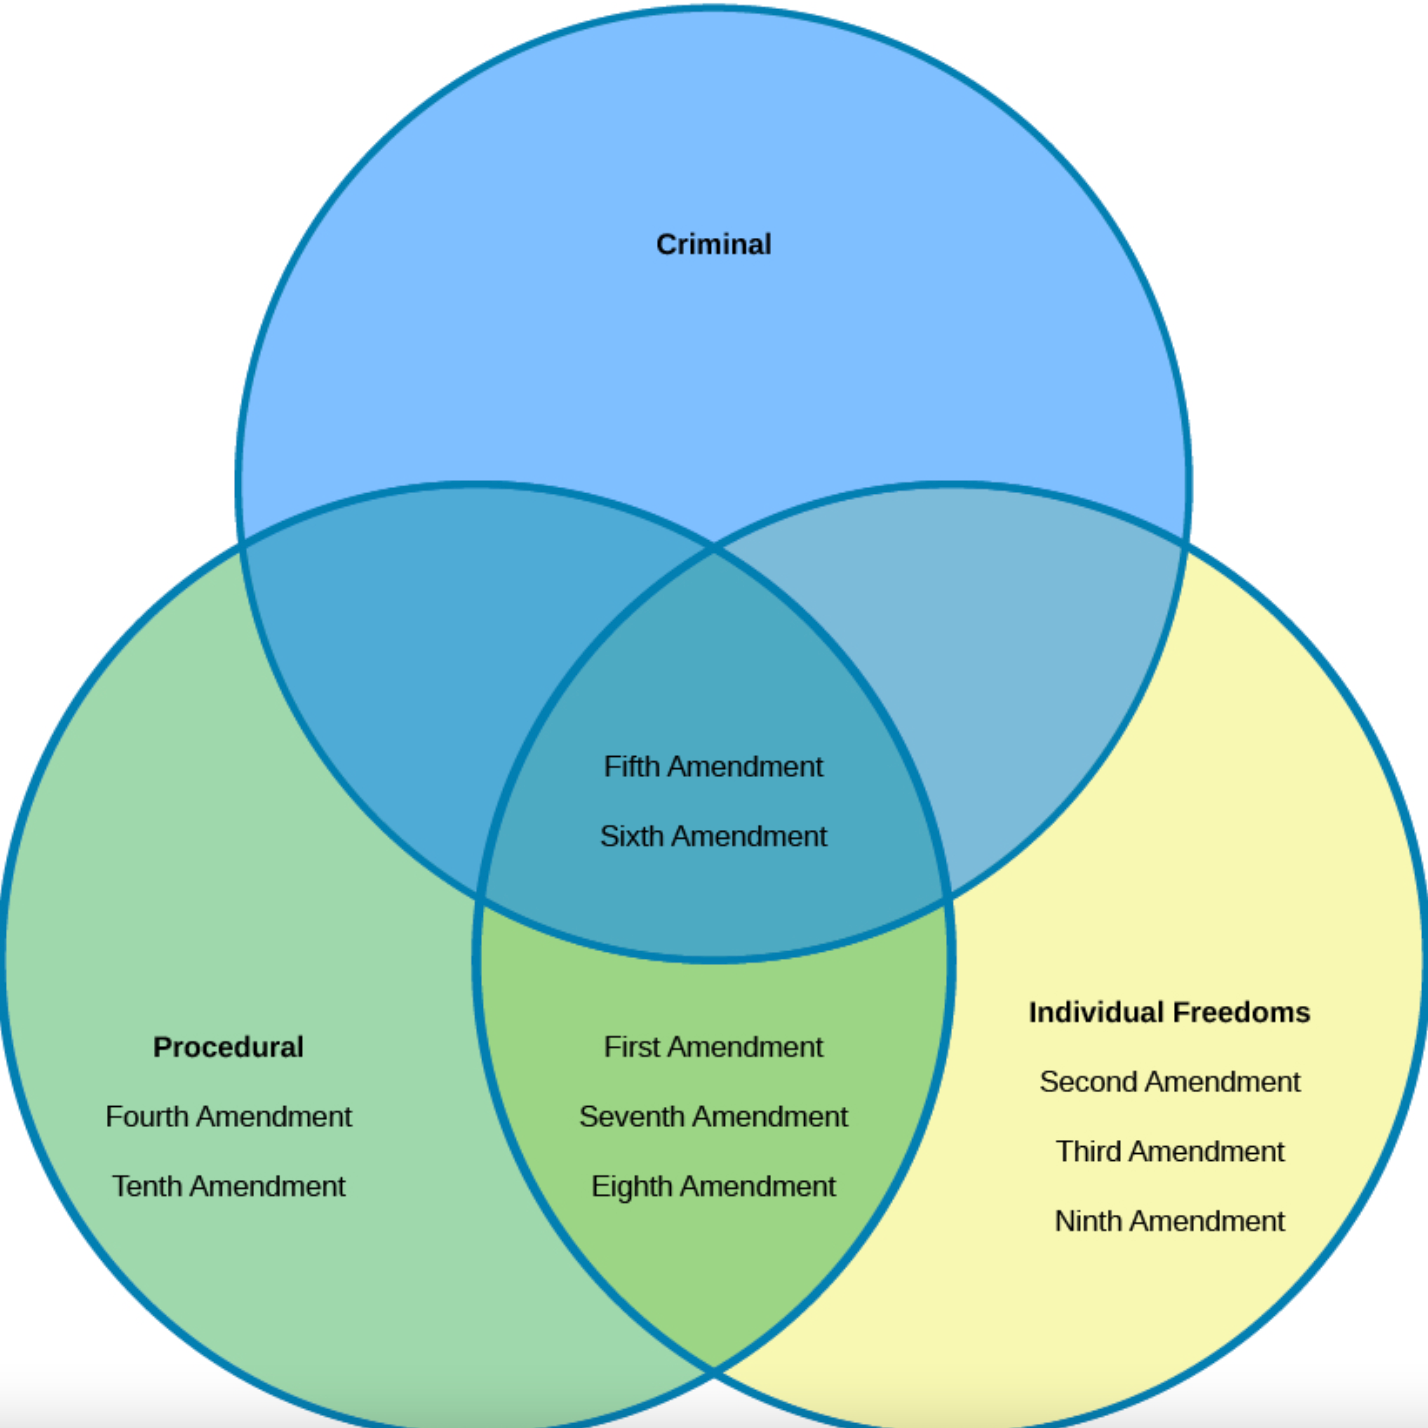 Criminal
Fifth Amendment
Sixth Amendment
Procedural
Fourth Amendment
Tenth Amendment
First Amendment
Seventh Amendment
Eighth Amendment
Individual Freedoms
Second Amendment
Third Amendment
Ninth Amendment